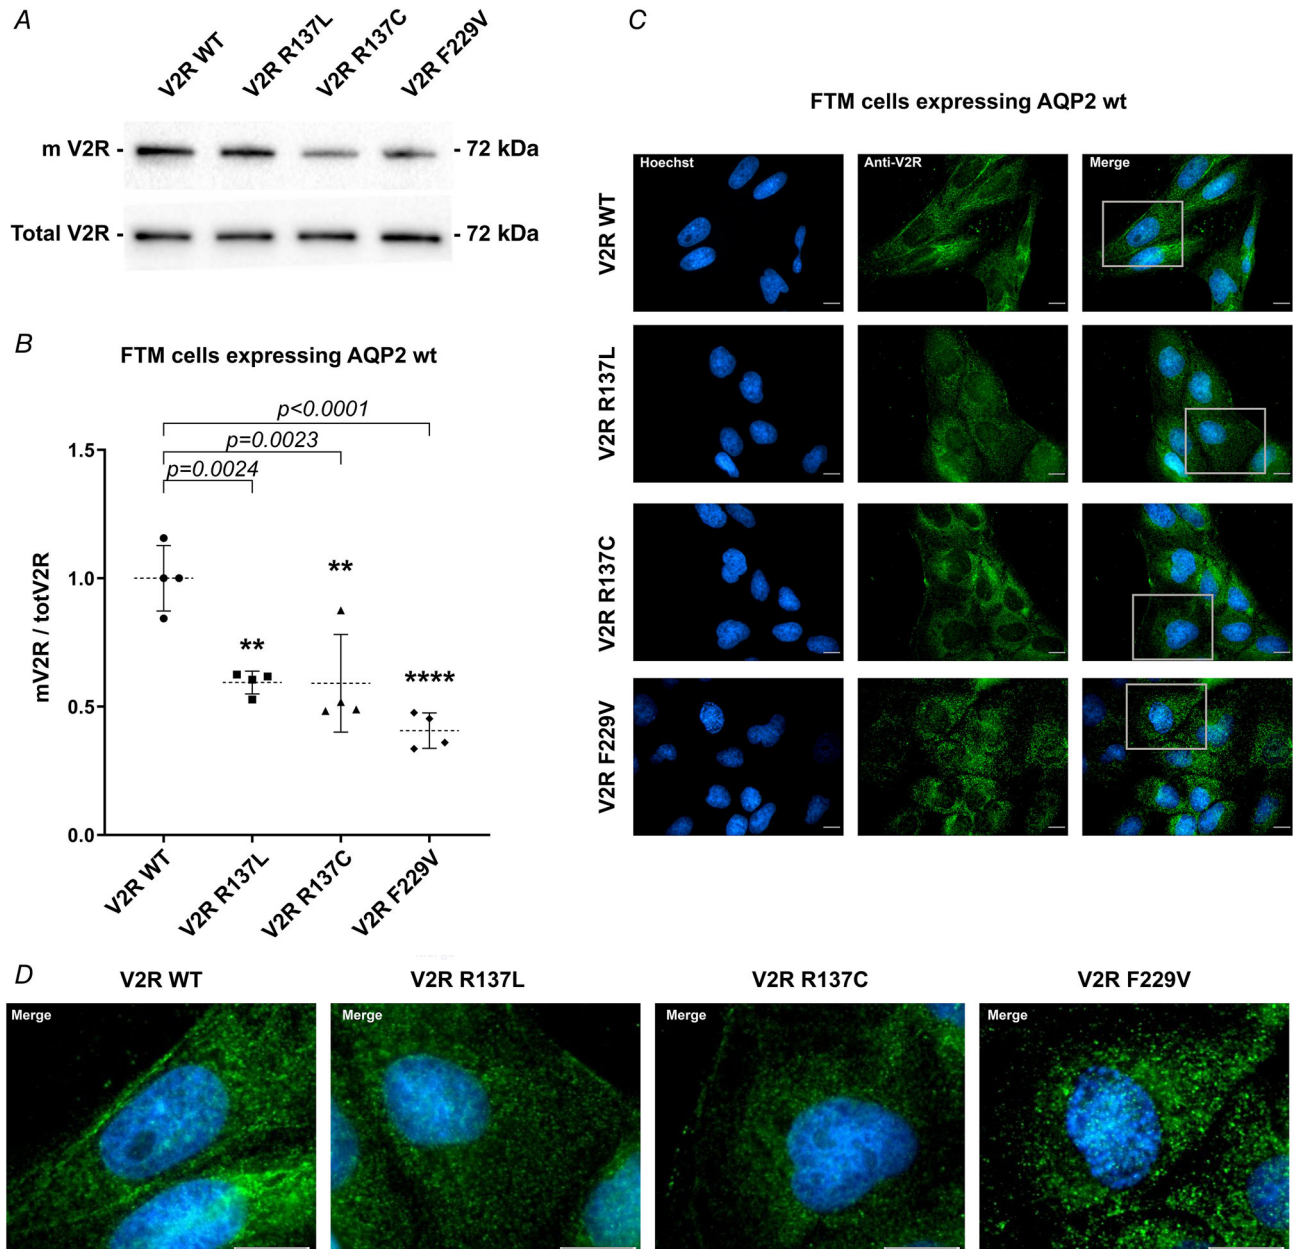 A
V2R WT
V2R R137L
V2R R137C
V2R F229V
m V2R -
- 72 kDa
Total V2R -
- 72 kDa
B
FTM cells expressing AQP2 wt
p<0.0001
p=0.0023
p=0.0024
1.5
1.0
0.5
0.0
mV2R / totV2R
**
**
****
V2R WT
V2R R137L
V2R R137C
V2R F229V
C
FTM cells expressing AQP2 wt
Hoechst
Anti-V2R
Merge
V2R WT
V2R R137L
V2R R137C
V2R F229V
D
V2R WT
V2R R137L
V2R R137C
V2R F229V
Merge
Merge
Merge
Merge